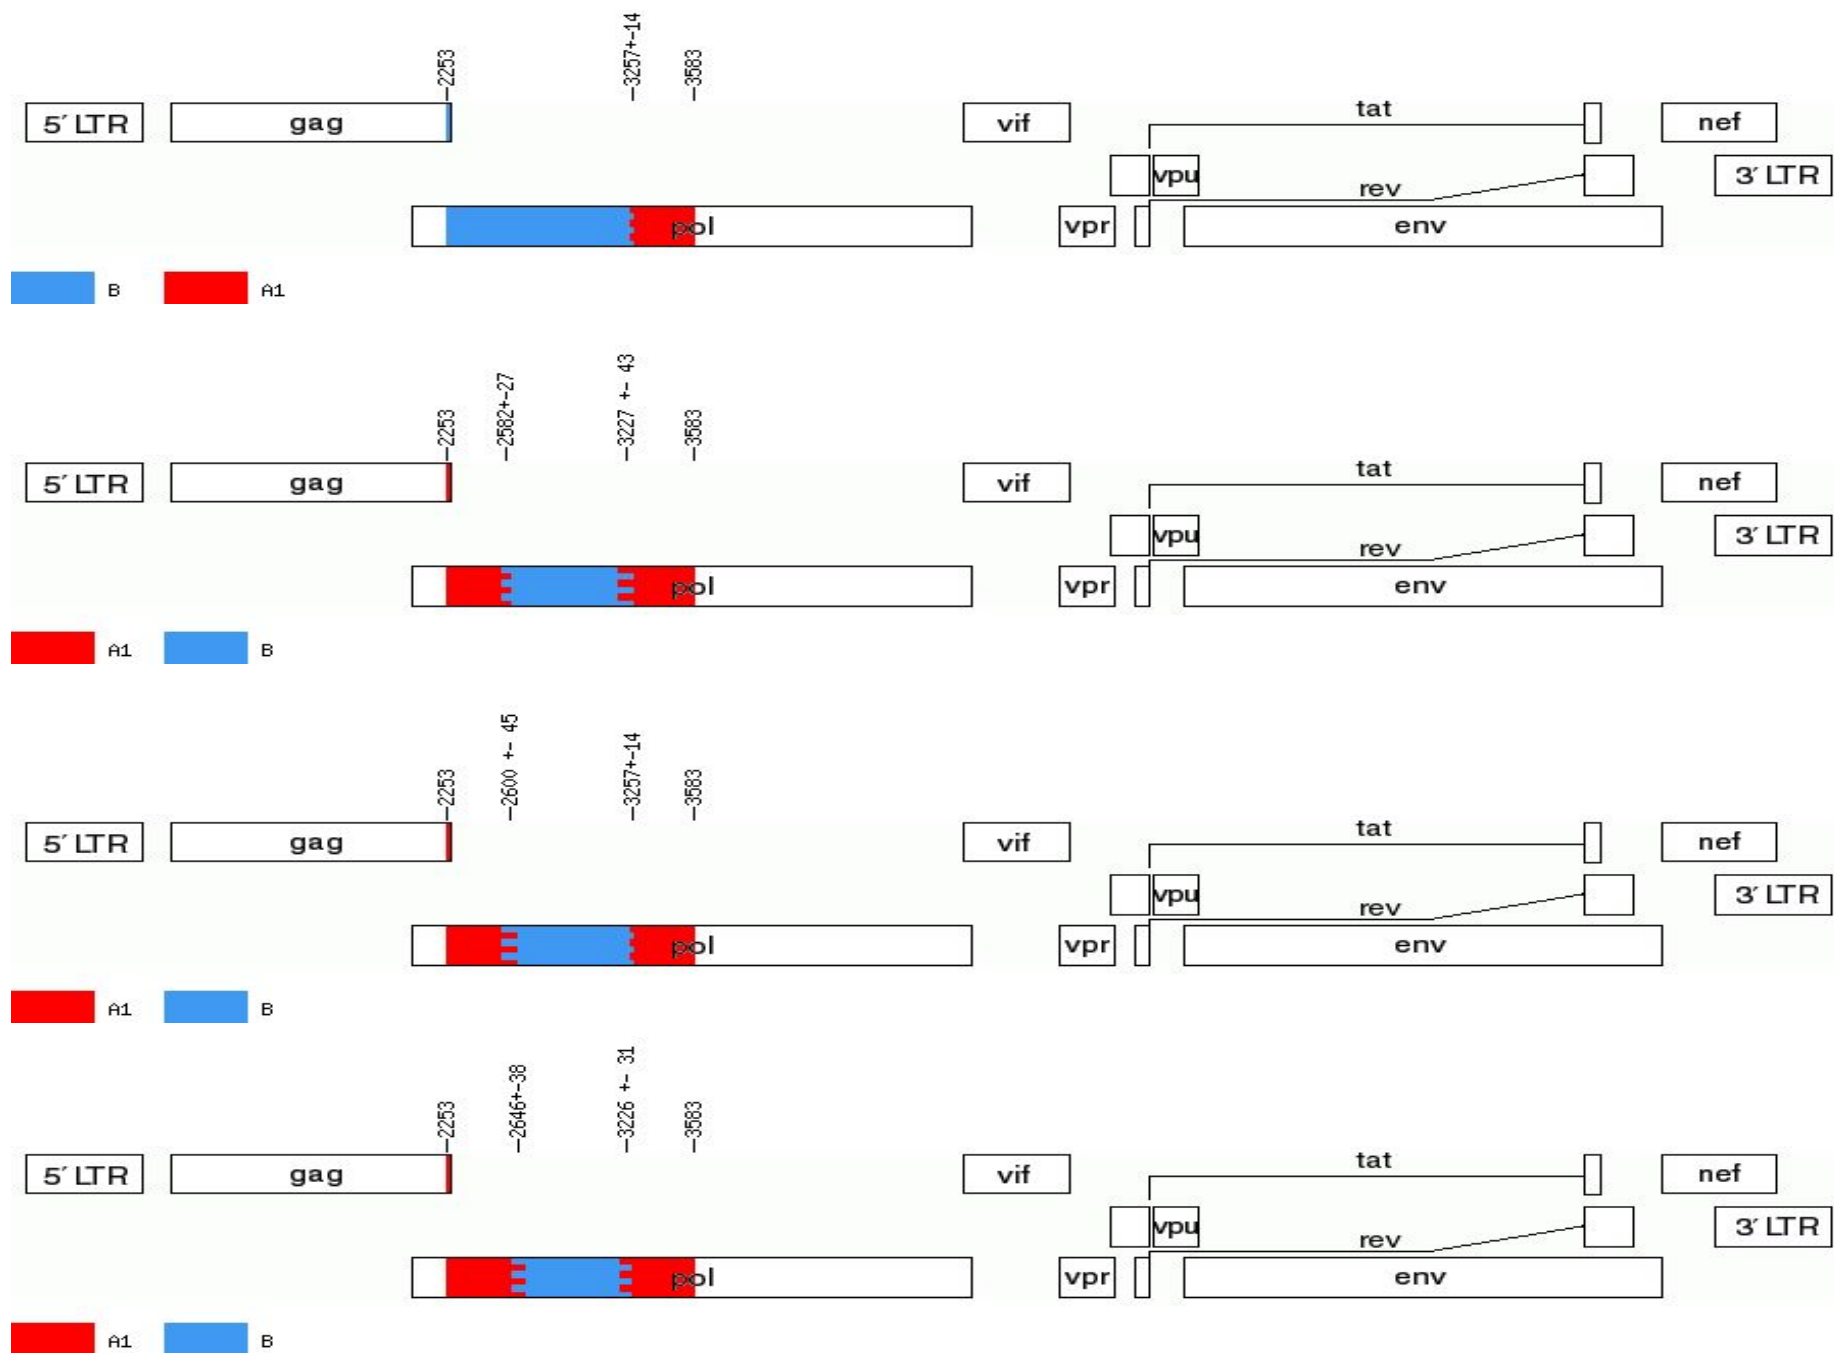 –2253
–3257+-14
–3583
5′ LTR
gag
vif
tat
nef
vpu
rev
3′ LTR
pol
vpr
env
B
A1
–2253
–2582+-27
–3227 +- 43
–3583
5′ LTR
gag
vif
tat
nef
vpu
rev
3′ LTR
pol
vpr
env
A1
B
–2253
–2600 +- 45
–3257+-14
–3583
5′ LTR
gag
vif
tat
nef
vpu
rev
3′ LTR
pol
vpr
env
A1
B
–2253
–2646+-38
–3226 +- 31
–3583
5′ LTR
gag
vif
tat
nef
vpu
rev
3′ LTR
pol
vpr
env
A1
B